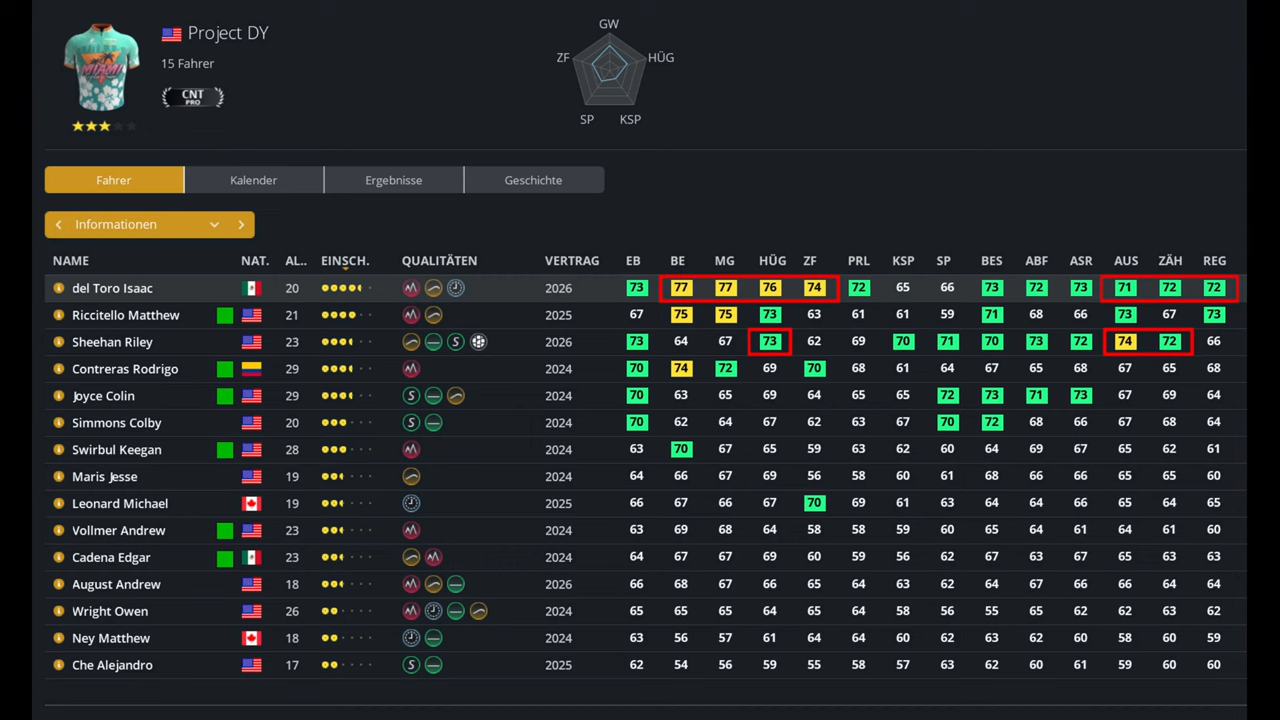 GW
Project DY
ZF HÜG
15 Fahrer
MIAMI
CNT
PRO
SP KSP
Fahrer Kalender Ergebnisse Geschichte
Informationen
NAME NAT. AL.. EINSCH. QUALITÄTEN VERTRAG EB BE MG HÜG ZF PRL KSP SP BES ABF ASR AUS ZÄH REG
del Toro Isaac 20 2026 73 77 77 76 74 72 65 66 73 72 73 71 72 72
Riccitello Matthew 21 2025 67 75 75 73 63 61 61 59 71 68 66 73 67 73
Sheehan Riley 23 S 2026 73 64 67 73 62 69 70 71 70 73 72 74 72 66
Contreras Rodrigo 29 2024 70 74 72 69 70 68 61 64 67 65 68 67 65 68
Joyce Colin 29 S 2024 70 63 65 69 64 65 65 72 73 71 73 67 69 64
Simmons Colby 20 S 2024 70 62 64 67 62 63 67 70 72 68 66 67 68 64
Swirbul Keegan 28 2024 63 70 67 65 59 63 62 60 64 69 67 65 62 61
Maris Jesse 19 2024 64 66 67 69 56 58 60 61 68 66 66 65 65 60
Leonard Michael 19 2025 66 67 66 67 70 69 61 63 64 64 66 65 64 65
Vollmer Andrew 23 2024 63 69 68 64 58 58 59 60 65 64 61 64 61 60
Cadena Edgar 23 2024 64 67 67 69 60 59 56 62 67 63 67 65 63 63
August Andrew 18 2026 66 68 67 66 65 64 63 62 64 67 66 66 64 64
Wright Owen 26 2024 65 65 65 64 65 64 58 56 55 65 62 62 63 62
Ney Matthew 18 2024 63 56 57 61 64 64 60 62 63 62 60 58 60 59
Che Alejandro 17 S 2025 62 54 56 59 55 58 57 65 62 60 61 59 60 60